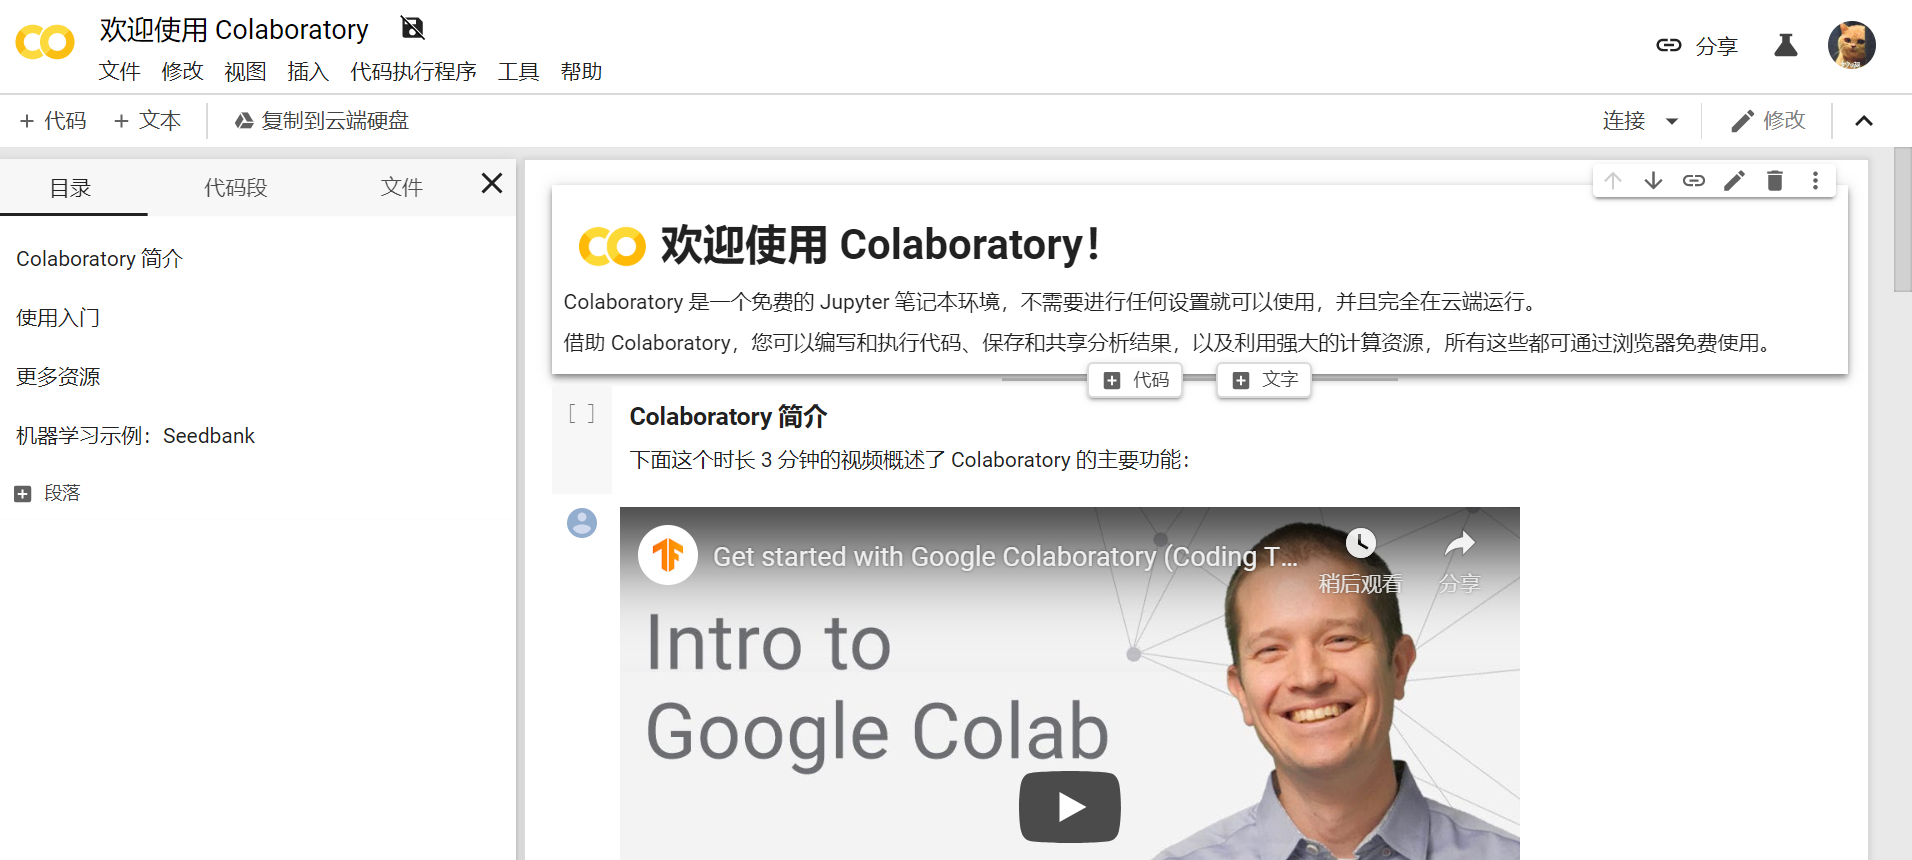 欢迎使用 Colaboratory
文件 修改 视图 插入 代码执行程序 工具 帮助
分享
+ 代码 + 文本 复制到云端硬盘
连接 修改
目录 代码段 文件
Colaboratory 简介
使用入门
更多资源
机器学习示例：Seedbank
段落
欢迎使用 Colaboratory！
Colaboratory 是一个免费的 Jupyter 笔记本环境，不需要进行任何设置就可以使用，并且完全在云端运行。
借助 Colaboratory，您可以编写和执行代码、保存和共享分析结果，以及利用强大的计算资源，所有这些都可通过浏览器免费使用。
代码 文字
[ ] Colaboratory 简介
下面这个时长 3 分钟的视频概述了 Colaboratory 的主要功能：
Get started with Google Colaboratory (Coding T...
稍后观看 分享
Intro to
Google Colab